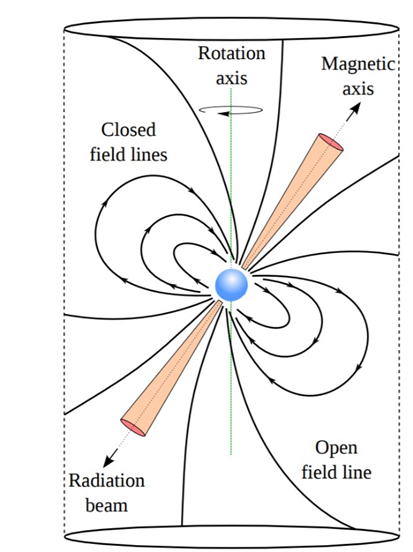 Rotation
axis
Magnetic
axis
Closed
field lines
Open
field line
Radiation
beam